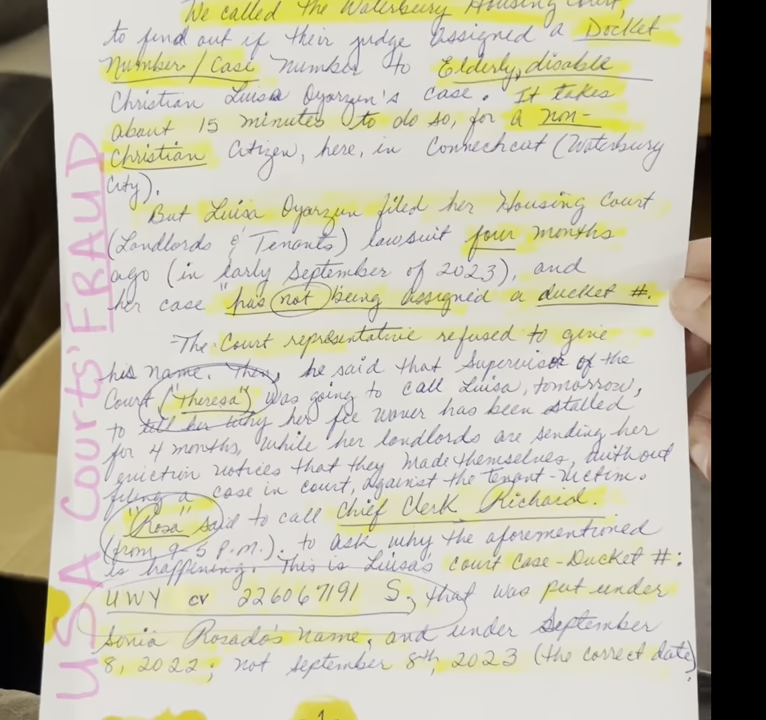 We called the Waterbury Housing Court,
to find out if their judge assigned a Docket
Number/Case Number to Elderly, disable
Christian Luisa Oyarzun's case. It takes
about 15 minutes to do so, for a non-
Christian Citizen, here, in Connecticut (Waterbury
City).
But Luisa Oyarzun filed her Housing Court
(Landlords & Tenants) lawsuit four months
ago (in early September of 2023), and
her case "has not being assigned a ducket #.
-The Court representative refused to give
his name. Then, he said that Supervisor of the
Court ("Theresa") was going to call Luisa, tomorrow,
to tell her why her fee waver has been stalled
for 4 months, while her landlords are sending her
eviction notices that they made themselves, without
filing a case in court, against the tenant-victim.
"Rosa" said to call chief Clerk Richard.
(from 9-5 P.M.). to ask why the aforementioned
is happining. This is Luisa's court case-Ducket #:
UWY cv 226067191 S; that was put under
Sonia Rosado's Name, and under September
8, 2022; not september 8th, 2023 (the correct date).
1
USA Courts' FRAUD